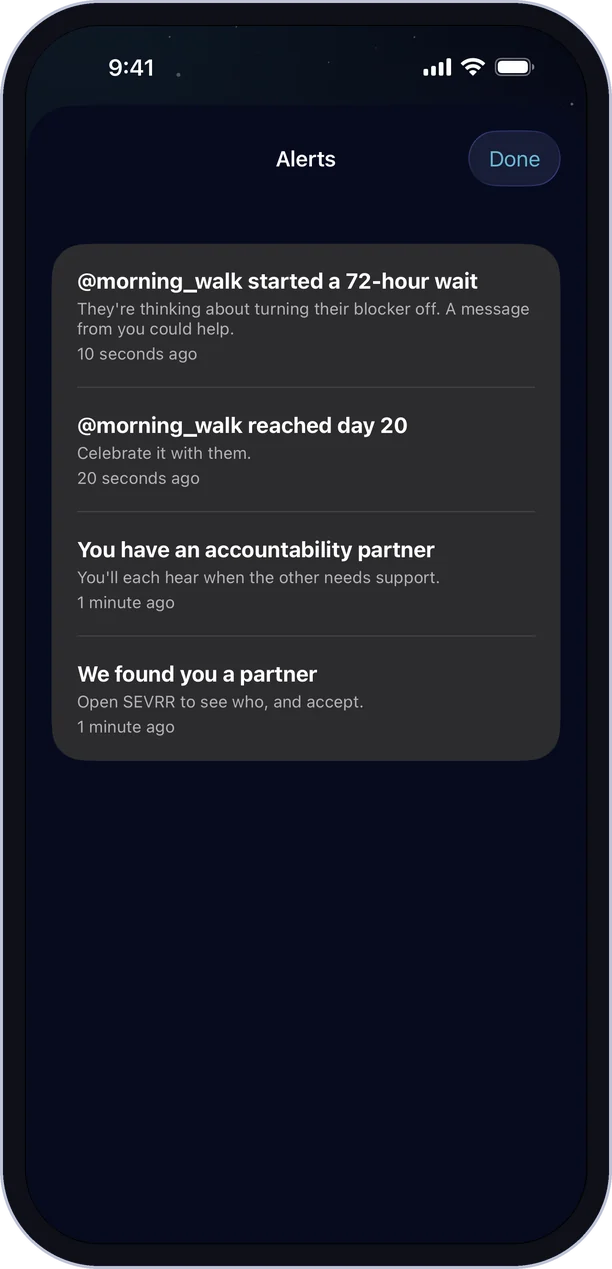 9:41
Alerts
Done
@morning_walk started a 72-hour wait
They're thinking about turning their blocker off. A message
from you could help.
10 seconds ago
@morning_walk reached day 20
Celebrate it with them.
20 seconds ago
You have an accountability partner
You'll each hear when the other needs support.
1 minute ago
We found you a partner
Open SEVRR to see who, and accept.
1 minute ago